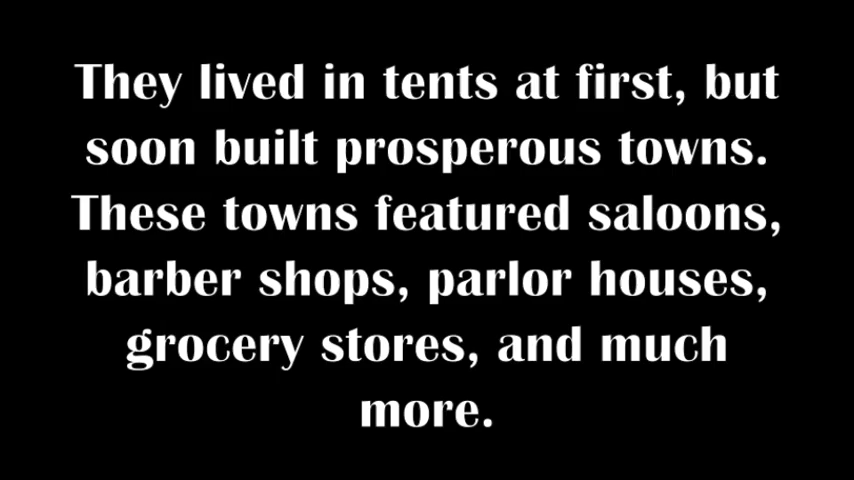 They lived in tents at first, but
soon built prosperous towns.
These towns featured saloons,
barber shops, parlor houses,
grocery stores, and much
more.